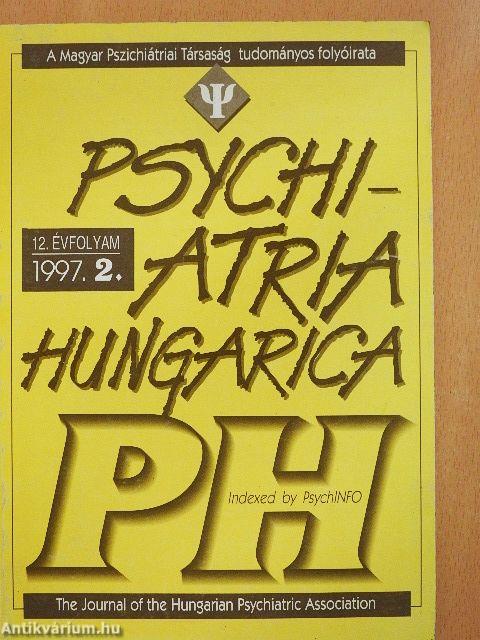 A Magyar Pszichiátriai Társaság tudományos folyóirata
Ψ
PSYCHI-
ATRIA
12. ÉVFOLYAM
1997. 2.
HUNGARICA
PH
Indexed by PsychINFO
The Journal of the Hungarian Psychiatric Association
Antikvárium.hu